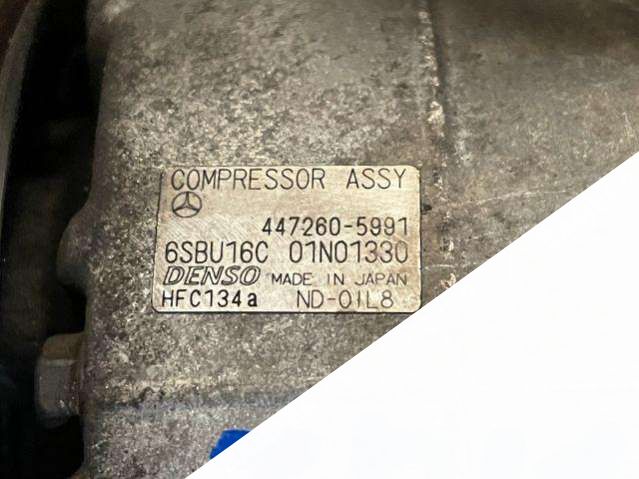 COMPRESSOR ASSY
447260-5991
6SBU16C 01N01330
DENSO MADE IN JAPAN
HFC134a ND-OIL8